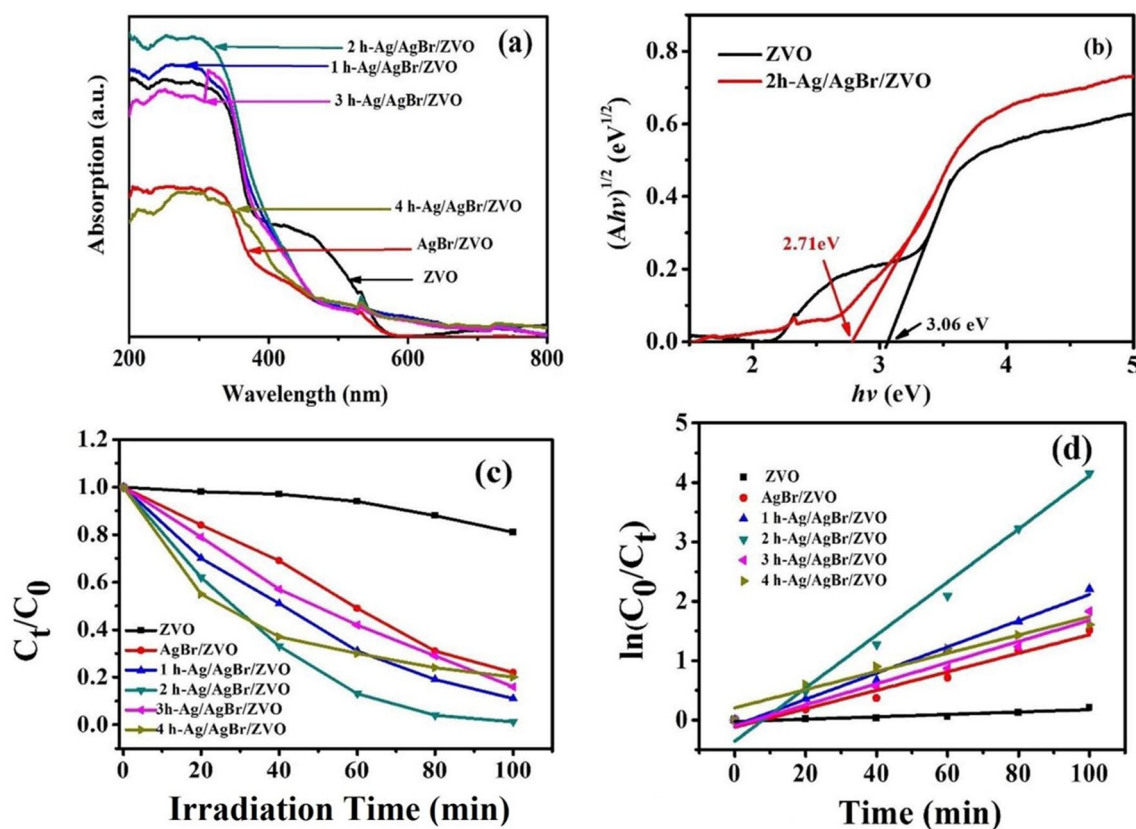 (a)
2 h-Ag/AgBr/ZVO
1 h-Ag/AgBr/ZVO
3 h-Ag/AgBr/ZVO
4 h-Ag/AgBr/ZVO
AgBr/ZVO
ZVO
Absorption (a.u.)
200 400 600 800
Wavelength (nm)
(b)
ZVO
2h-Ag/AgBr/ZVO
2.71eV
3.06 eV
(Ahν)1/2 (eV1/2)
0.8
0.6
0.4
0.2
0.0
2 3 4 5
hν (eV)
(c)
Ct/C0
1.2
1.0
0.8
0.6
0.4
0.2
0.0
ZVO
AgBr/ZVO
1 h-Ag/AgBr/ZVO
2 h-Ag/AgBr/ZVO
3h-Ag/AgBr/ZVO
4 h-Ag/AgBr/ZVO
0 20 40 60 80 100
Irradiation Time (min)
(d)
ln(C0/Ct)
5
4
3
2
1
0
ZVO
AgBr/ZVO
1 h-Ag/AgBr/ZVO
2 h-Ag/AgBr/ZVO
3 h-Ag/AgBr/ZVO
4 h-Ag/AgBr/ZVO
0 20 40 60 80 100
Time (min)